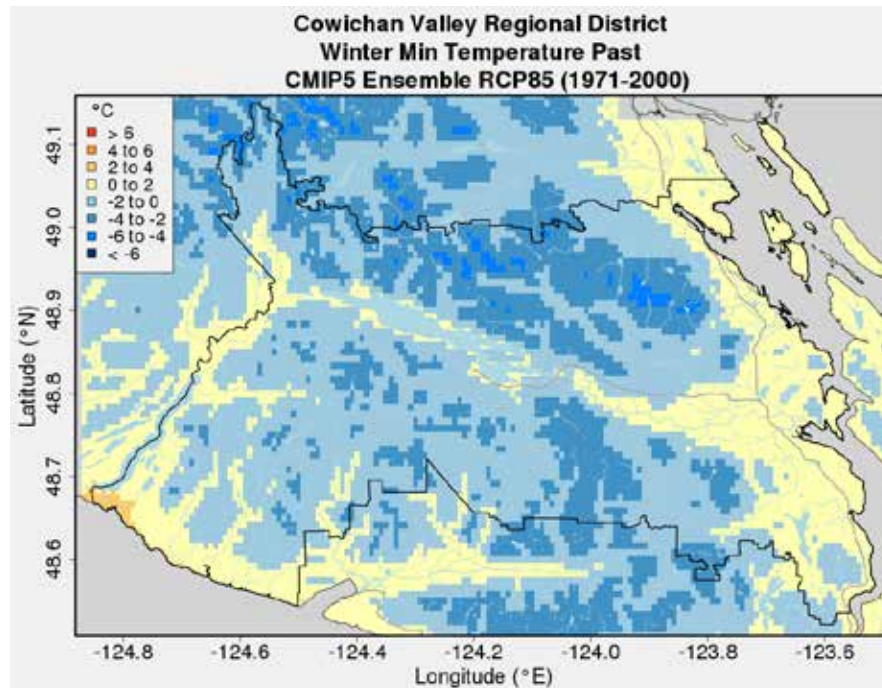 Cowichan Valley Regional District
Winter Min Temperature Past
CMIP5 Ensemble RCP85 (1971-2000)
°C
> 6
4 to 6
2 to 4
0 to 2
-2 to 0
-4 to -2
-6 to -4
< -6
Latitude (°N)
49.1
49.0
48.9
48.8
48.7
48.6
-124.8 -124.6 -124.4 -124.2 -124.0 -123.8 -123.6
Longitude (°E)